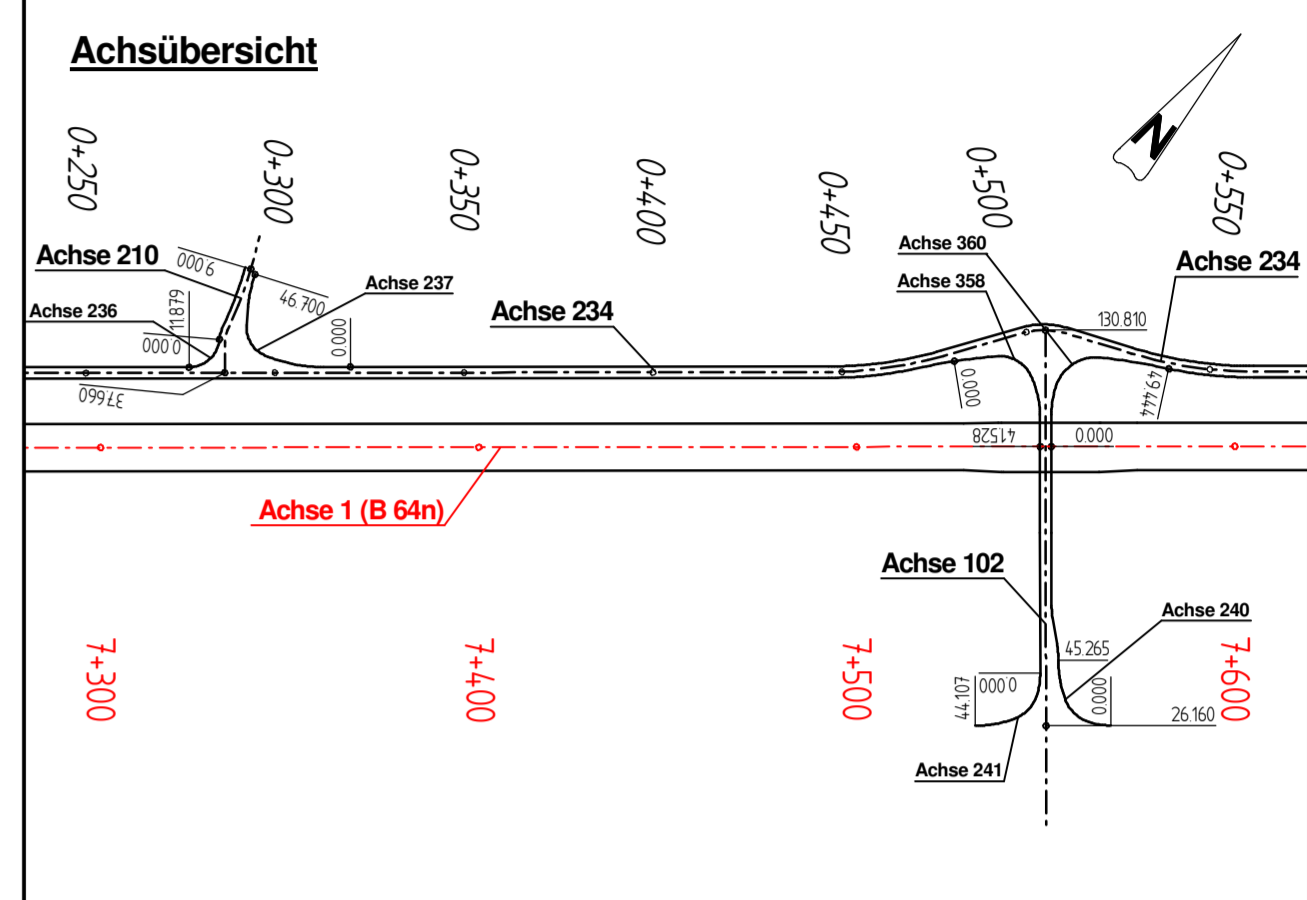 Achsübersicht
N
0+250
0+300
0+350
0+400
0+450
0+500
0+550
Achse 210
9.000
Achse 236
11.879
0.000
46.700
Achse 237
0.000
37.660
Achse 234
Achse 360
Achse 358
130.810
Achse 234
0.000
49.444
41.528
0.000
Achse 1 (B 64n)
Achse 102
Achse 240
45.265
44.107
0.000
0.000
26.160
Achse 241
7+300
7+400
7+500
7+600